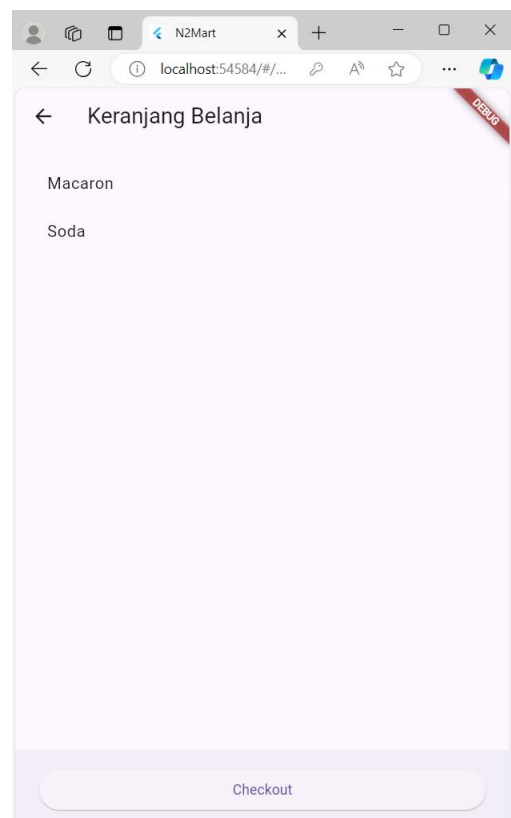 N2Mart
localhost:54584/#/...
Keranjang Belanja
DEBUG
Macaron
Soda
Checkout